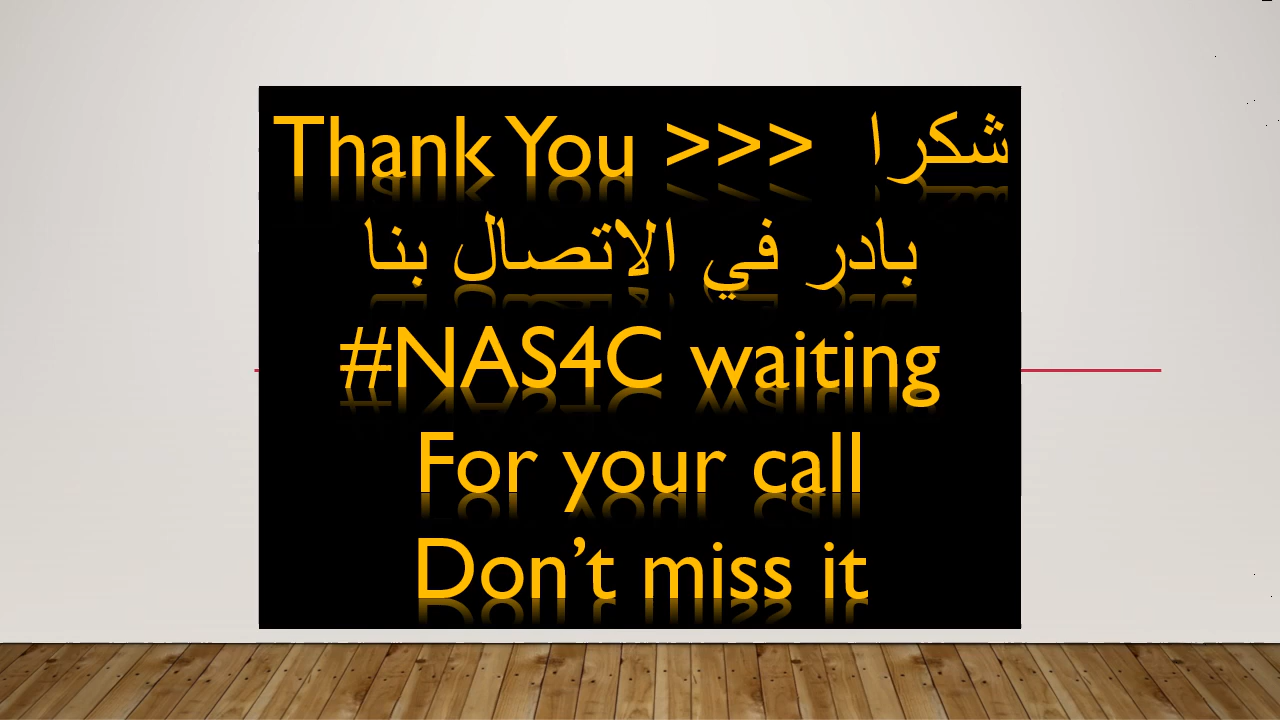 Thank You >>> شكرا
بادر في الاتصال بنا
#NAS4C waiting
For your call
Don’t miss it